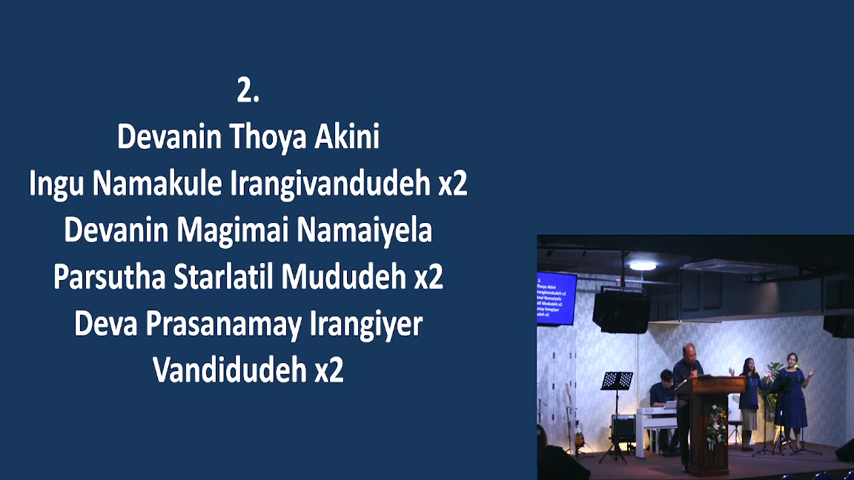 2.
Devanin Thoya Akini
Ingu Namakule Irangivandudeh x2
Devanin Magimai Namaiyela
Parsutha Starlatil Mududeh x2
Deva Prasanamay Irangiyer
Vandidudeh x2